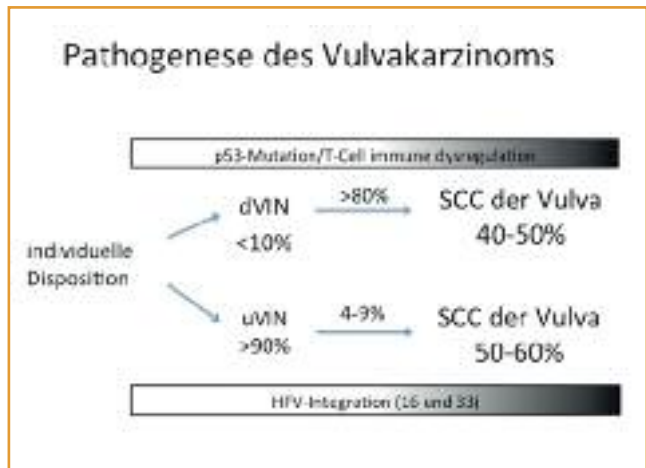 Pathogenese des Vulvakarzinoms
p53-Mutation/T-Cell immune dysregulation
dVIN
<10%
>80%
SCC der Vulva
40-50%
individuelle
Disposition
uVIN
>90%
4-9%
SCC der Vulva
50-60%
HPV-Integration (16 und 33)